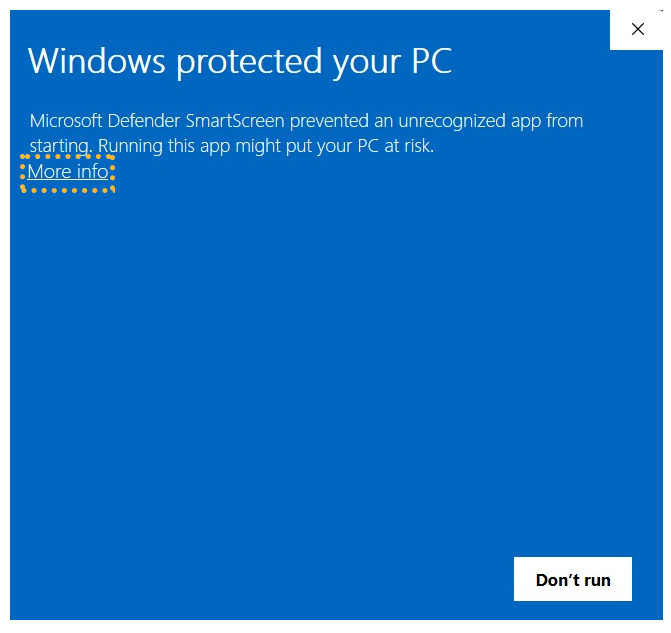 Windows protected your PC
Microsoft Defender SmartScreen prevented an unrecognized app from
starting. Running this app might put your PC at risk.
More info
Don't run